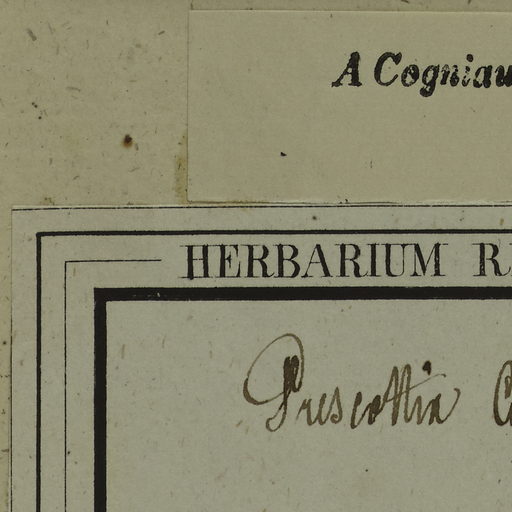 A Cogniau
HERBARIUM R
Prescottia C